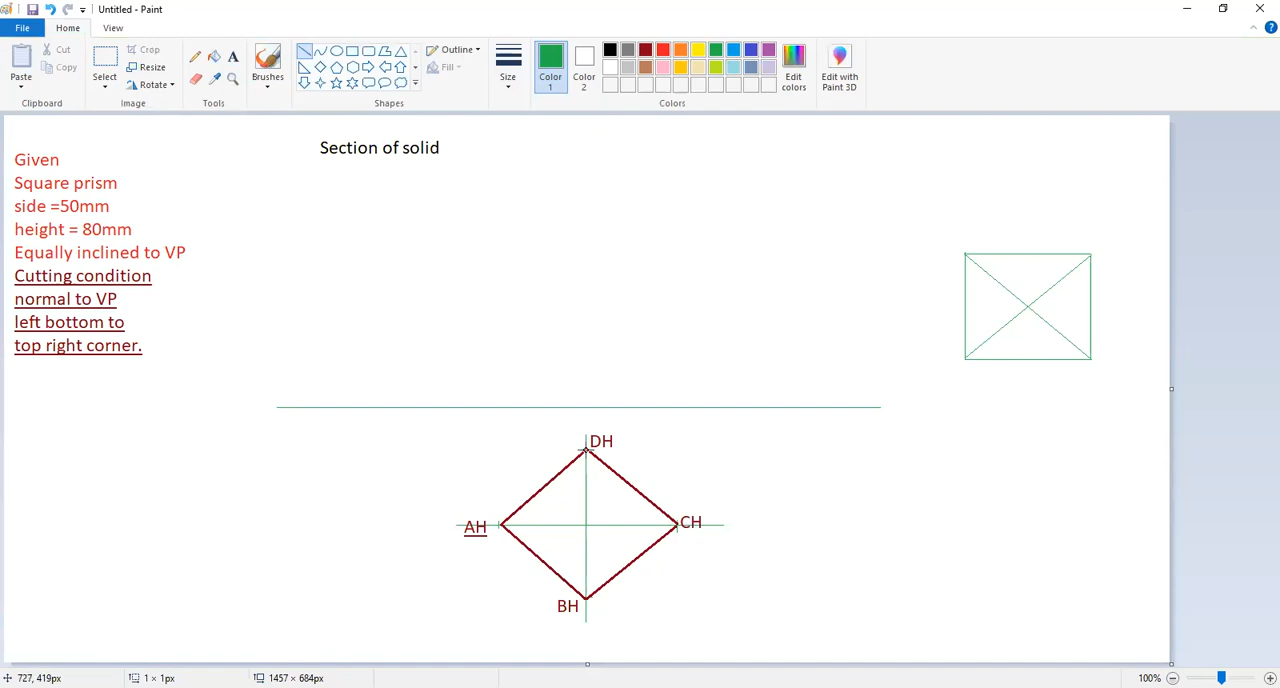 Untitled - Paint
File
Home
View
Paste
Cut
Copy
Clipboard
Select
Crop
Resize
Rotate
Image
A
Tools
Brushes
Outline
Fill
Shapes
Size
Color 1
Color 2
Edit colors
Colors
Edit with Paint 3D
Section of solid
Given
Square prism
side =50mm
height = 80mm
Equally inclined to VP
Cutting condition
normal to VP
left bottom to
top right corner.
DH
AH
CH
BH
727, 419px
1 × 1px
1457 × 684px
100%